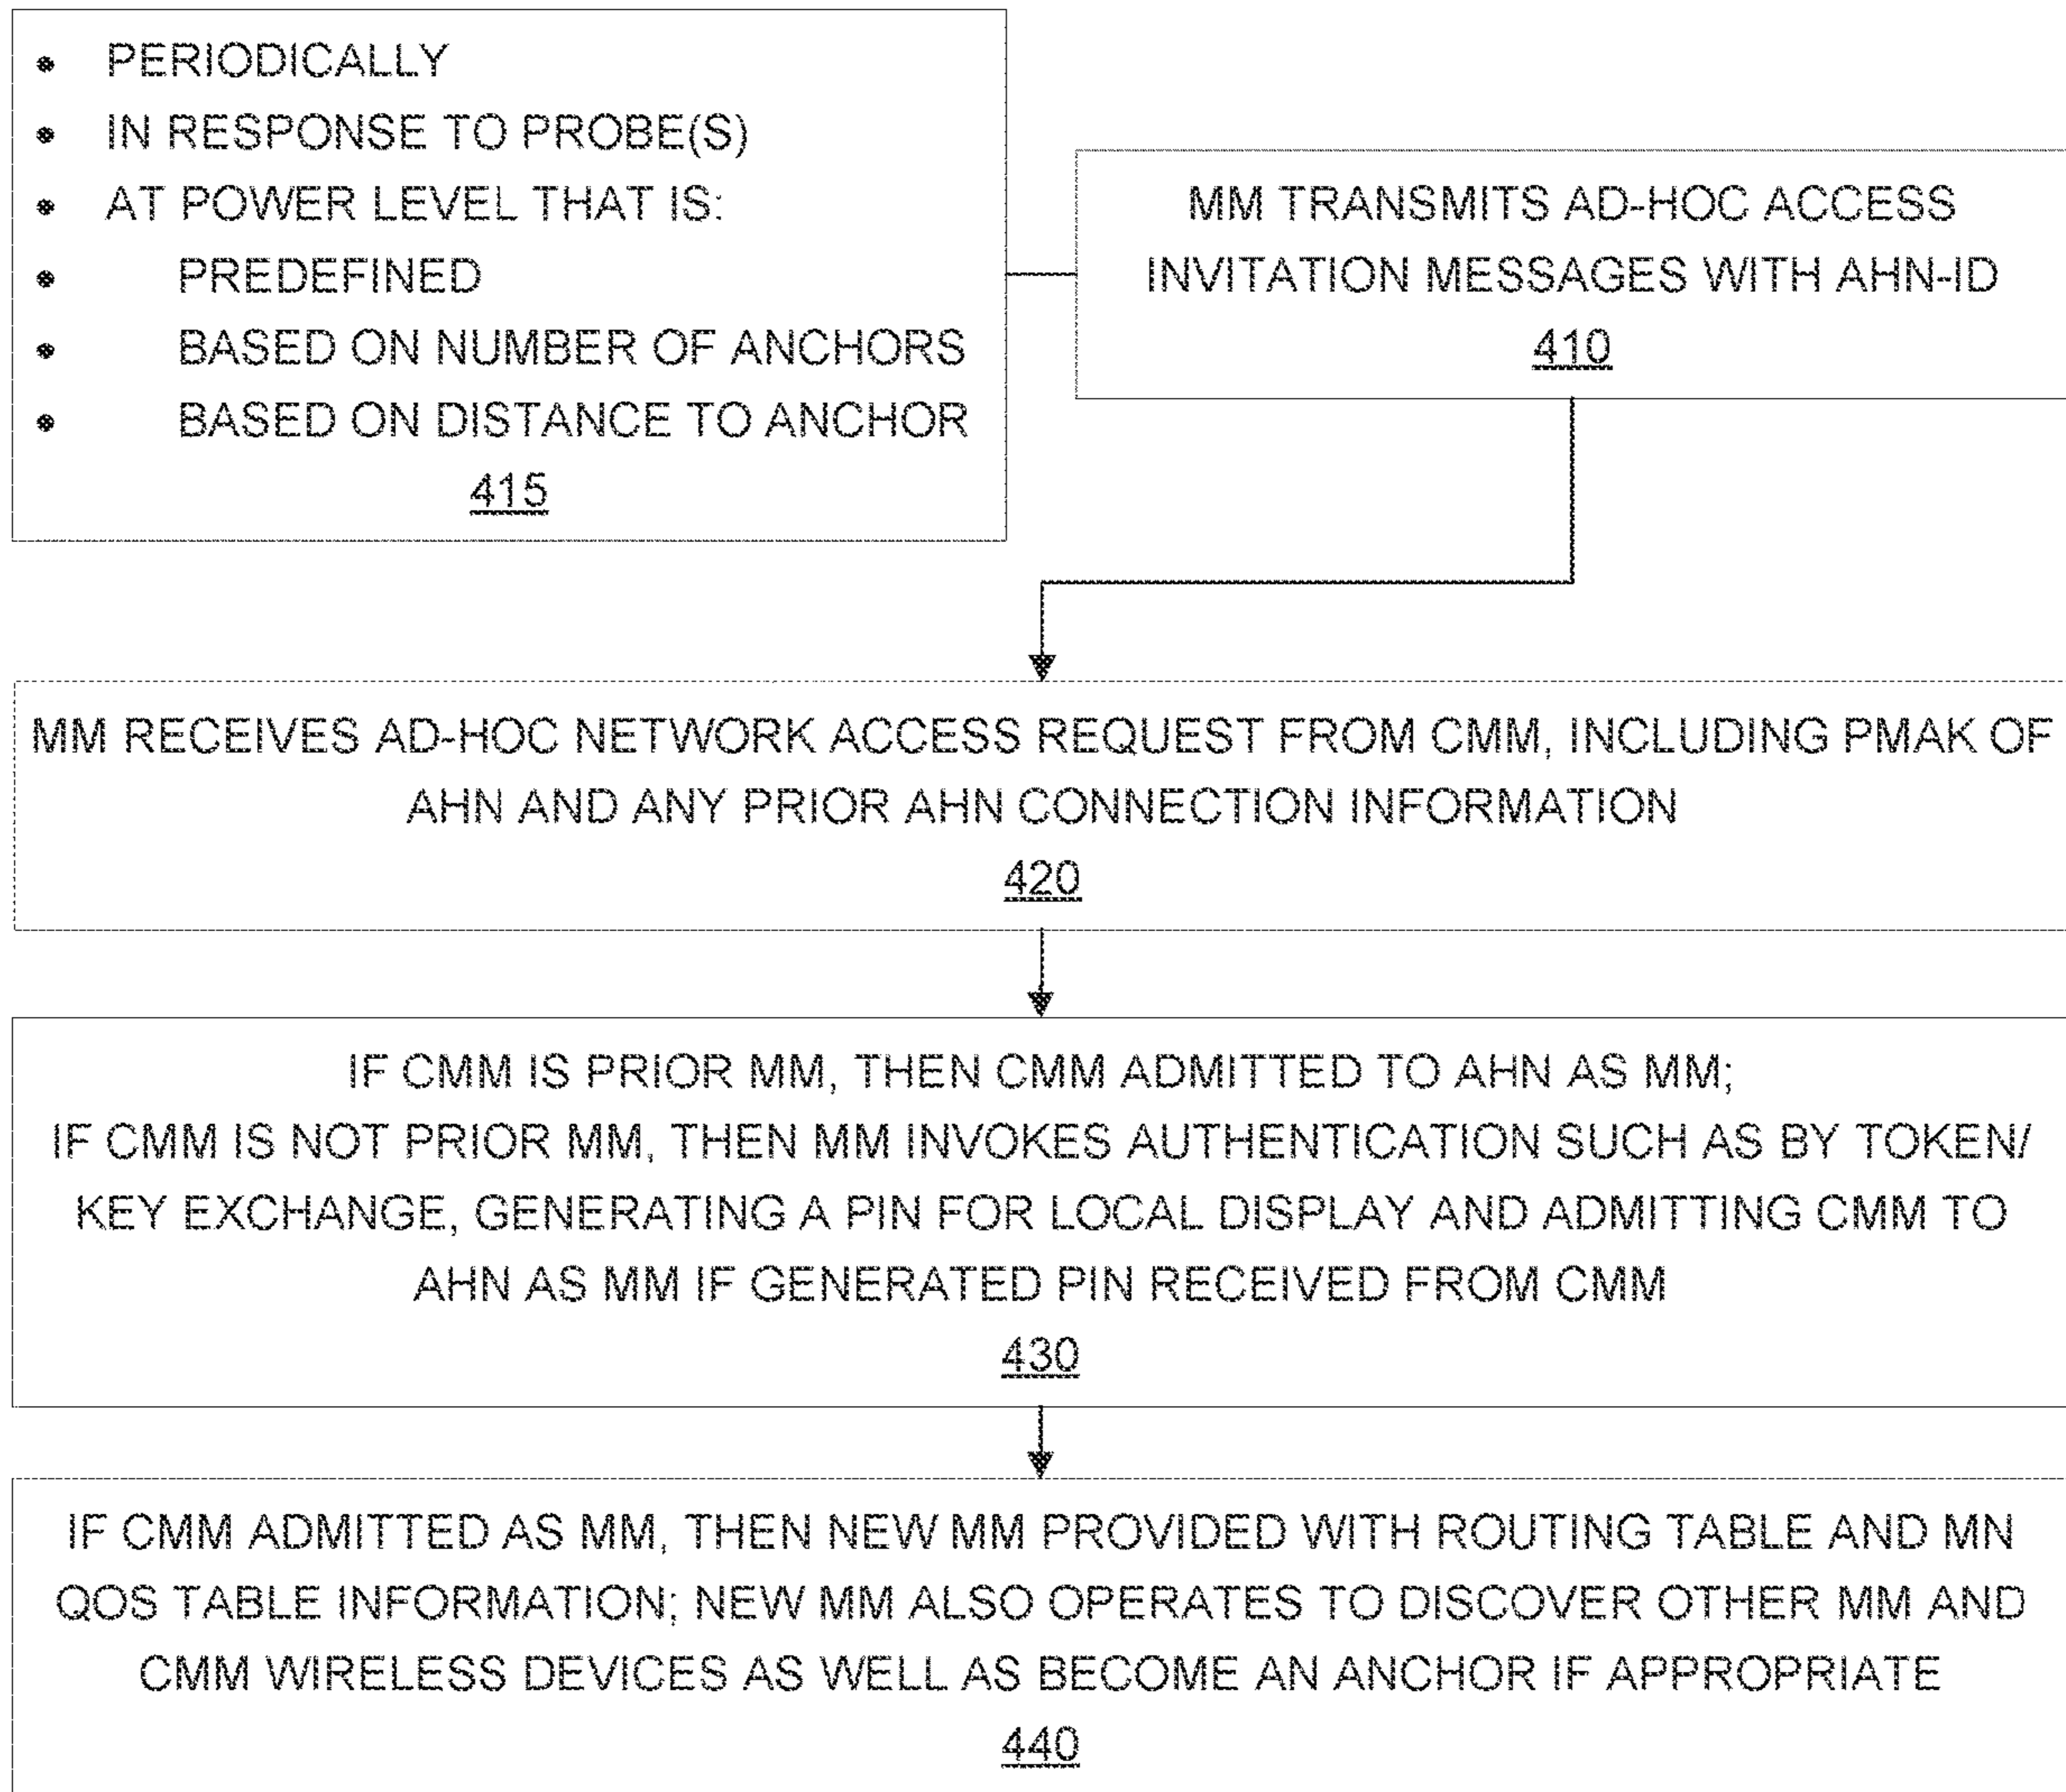 • PERIODICALLY
• IN RESPONSE TO PROBE(S)
• AT POWER LEVEL THAT IS:
• PREDEFINED
• BASED ON NUMBER OF ANCHORS
• BASED ON DISTANCE TO ANCHOR
415
MM TRANSMITS AD-HOC ACCESS
INVITATION MESSAGES WITH AHN-ID
410
MM RECEIVES AD-HOC NETWORK ACCESS REQUEST FROM CMM, INCLUDING PMAK OF
AHN AND ANY PRIOR AHN CONNECTION INFORMATION
420
IF CMM IS PRIOR MM, THEN CMM ADMITTED TO AHN AS MM;
IF CMM IS NOT PRIOR MM, THEN MM INVOKES AUTHENTICATION SUCH AS BY TOKEN/
KEY EXCHANGE, GENERATING A PIN FOR LOCAL DISPLAY AND ADMITTING CMM TO
AHN AS MM IF GENERATED PIN RECEIVED FROM CMM
430
IF CMM ADMITTED AS MM, THEN NEW MM PROVIDED WITH ROUTING TABLE AND MN
QOS TABLE INFORMATION; NEW MM ALSO OPERATES TO DISCOVER OTHER MM AND
CMM WIRELESS DEVICES AS WELL AS BECOME AN ANCHOR IF APPROPRIATE
440